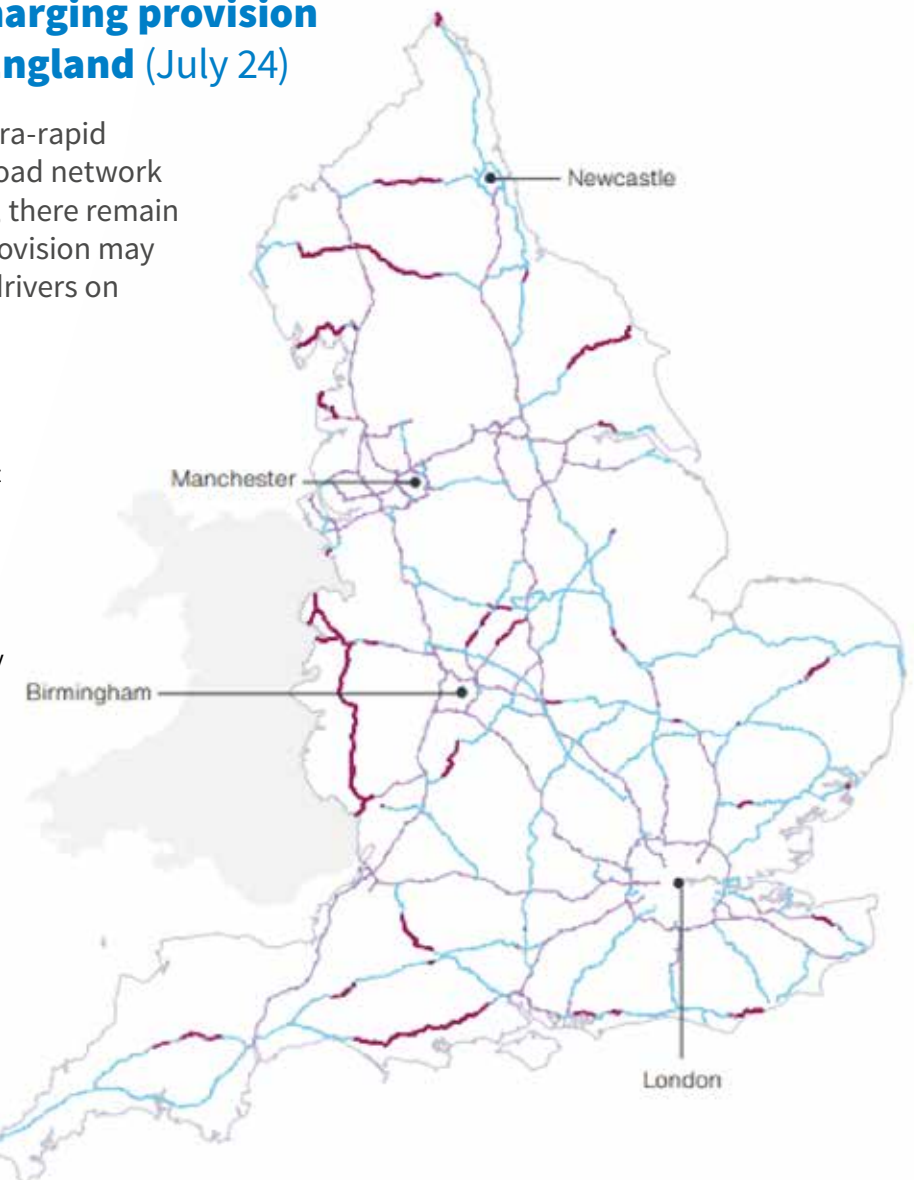 harging provision
ngland (July 24)
ra-rapid
oad network
there remain
ovision may
drivers on
Newcastle
Manchester
Birmingham
London